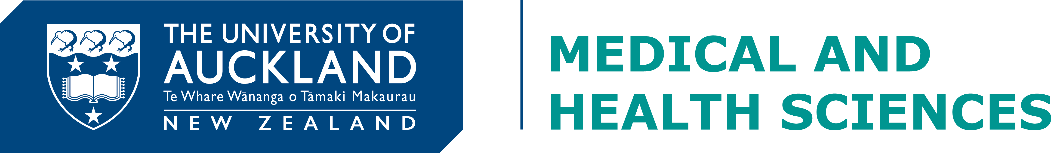 THE UNIVERSITY OF
AUCKLAND
Te Whare Wānanga o Tāmaki Makaurau
NEW ZEALAND
MEDICAL AND
HEALTH SCIENCES